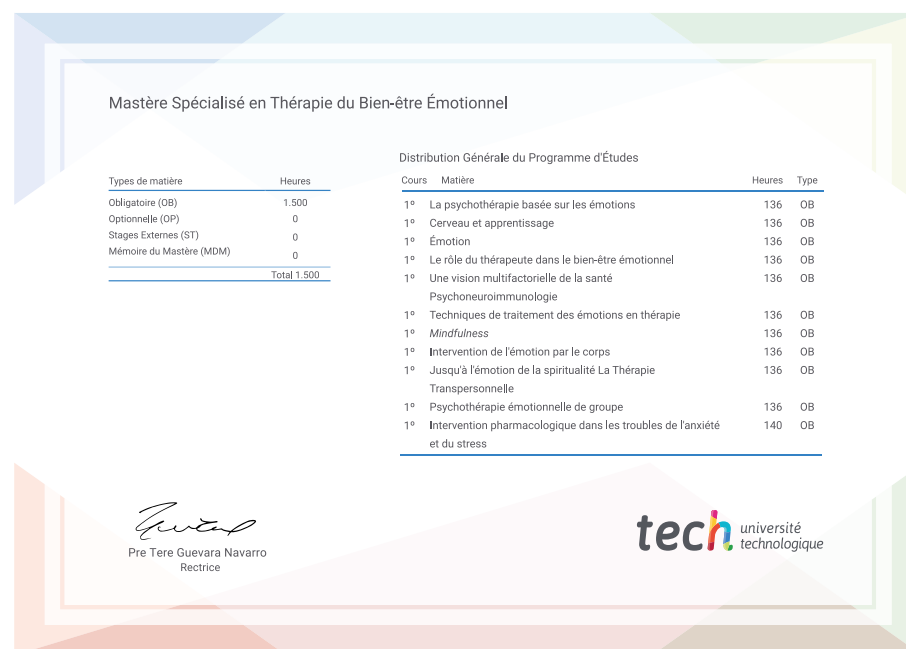 Mastère Spécialisé en Thérapie du Bien-être Émotionnel
Types de matière Heures
Obligatoire (OB) 1.500
Optionnelle (OP) 0
Stages Externes (ST) 0
Mémoire du Mastère (MDM) 0
Total 1.500
Distribution Générale du Programme d'Études
Cours Matière Heures Type
1º La psychothérapie basée sur les émotions 136 OB
1º Cerveau et apprentissage 136 OB
1º Émotion 136 OB
1º Le rôle du thérapeute dans le bien-être émotionnel 136 OB
1º Une vision multifactorielle de la santé 136 OB
Psychoneuroimmunologie
1º Techniques de traitement des émotions en thérapie 136 OB
1º Mindfulness 136 OB
1º Intervention de l'émotion par le corps 136 OB
1º Jusqu'à l'émotion de la spiritualité La Thérapie 136 OB
Transpersonnelle
1º Psychothérapie émotionnelle de groupe 136 OB
1º Intervention pharmacologique dans les troubles de l'anxiété 140 OB
et du stress
Pre Tere Guevara Navarro
Rectrice
tech université
technologique